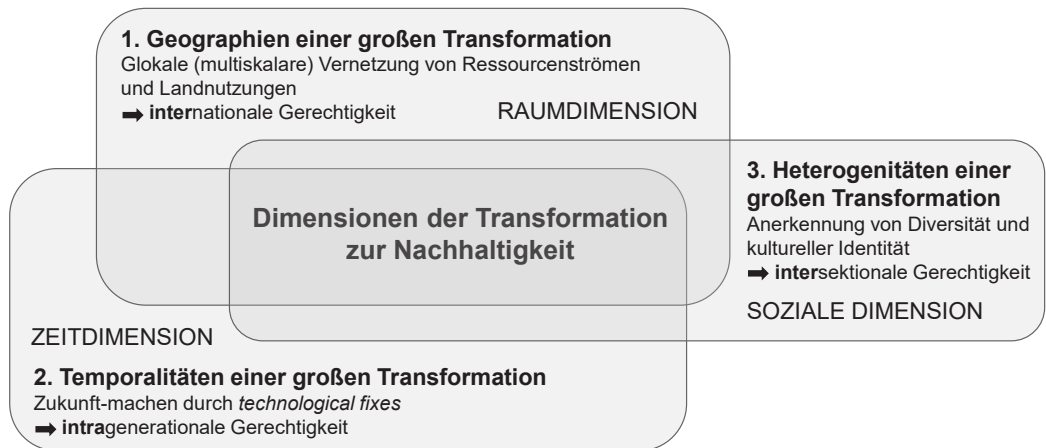 1. Geographien einer großen Transformation
Glokale (multiskalare) Vernetzung von Ressourcenströmen
und Landnutzungen
➡ internationale Gerechtigkeit
RAUMDIMENSION
3. Heterogenitäten einer
großen Transformation
Anerkennung von Diversität und
kultureller Identität
➡ intersektionale Gerechtigkeit
SOZIALE DIMENSION
Dimensionen der Transformation
zur Nachhaltigkeit
ZEITDIMENSION
2. Temporalitäten einer großen Transformation
Zukunft-machen durch technological fixes
➡ intragenerationale Gerechtigkeit